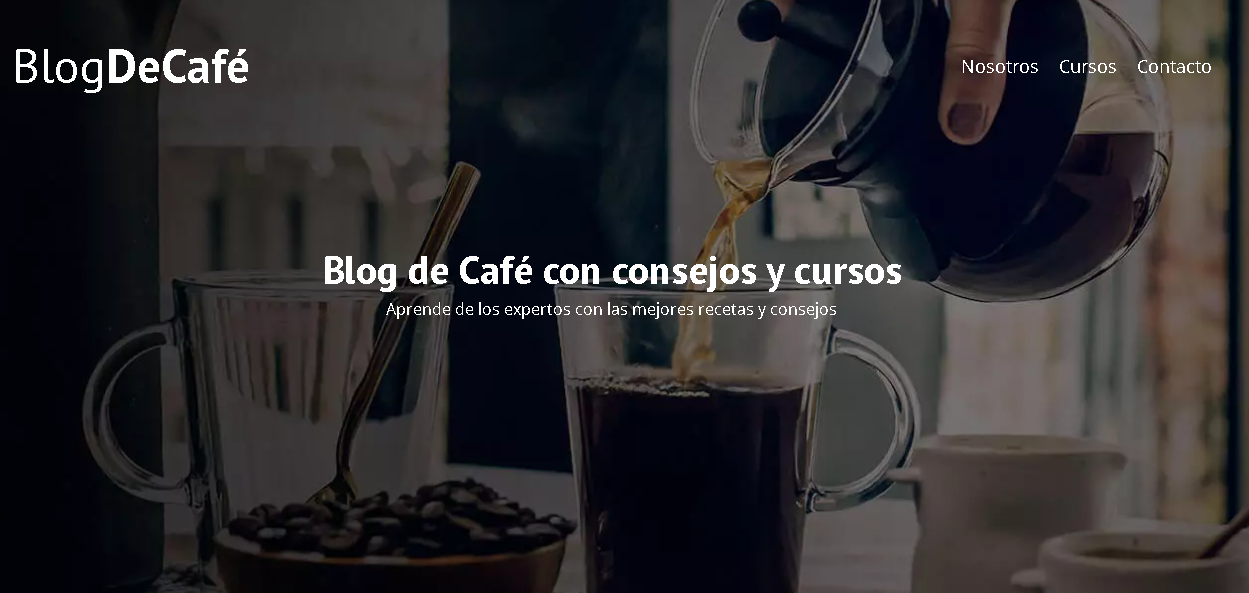 BlogDeCafé
Nosotros Cursos Contacto
Blog de Café con consejos y cursos
Aprende de los expertos con las mejores recetas y consejos